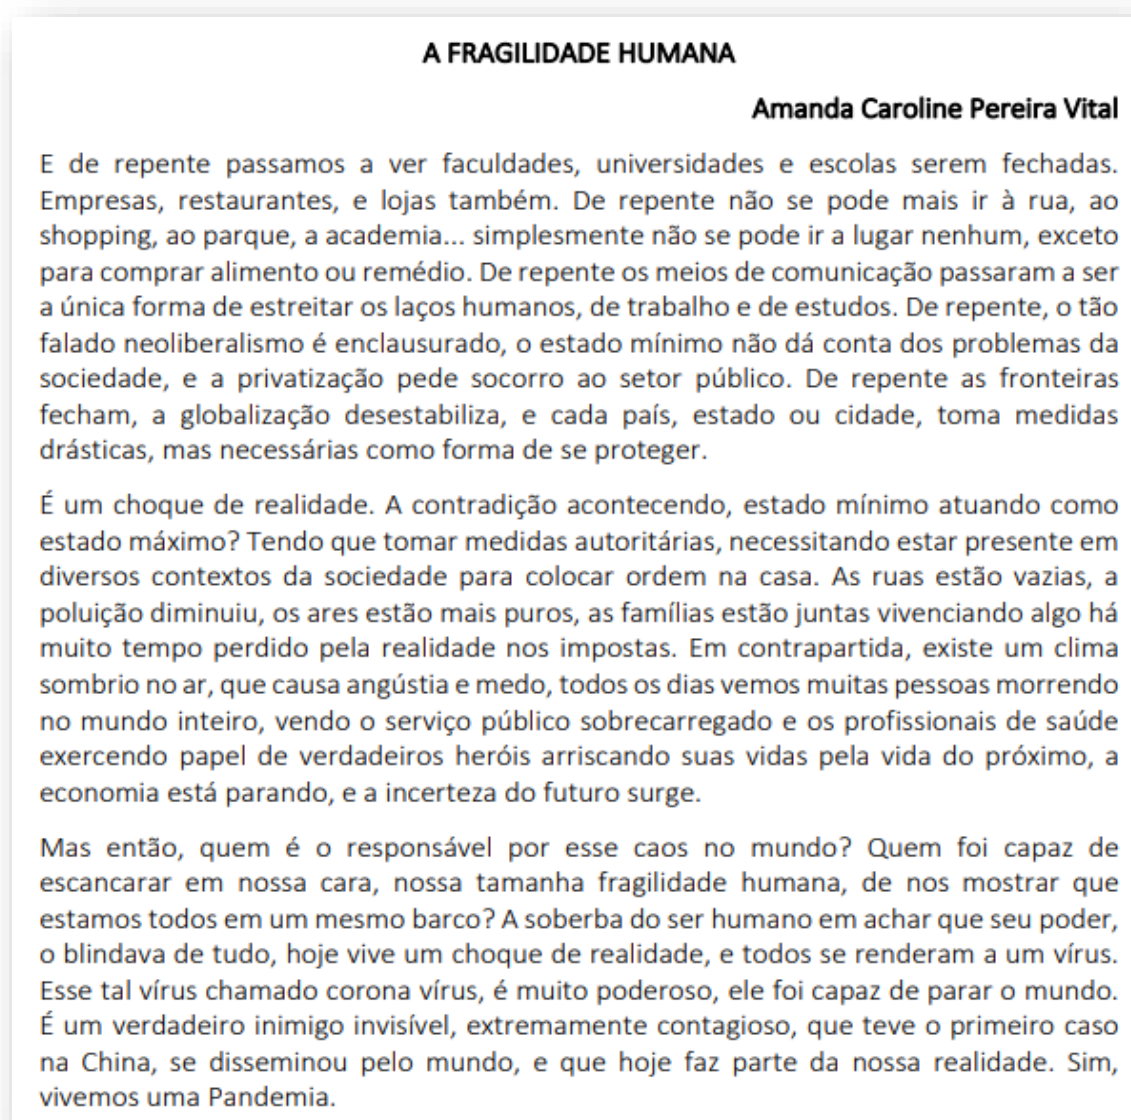 A FRAGILIDADE HUMANA
Amanda Caroline Pereira Vital
E de repente passamos a ver faculdades, universidades e escolas serem fechadas.
Empresas, restaurantes, e lojas também. De repente não se pode mais ir à rua, ao
shopping, ao parque, a academia... simplesmente não se pode ir a lugar nenhum, exceto
para comprar alimento ou remédio. De repente os meios de comunicação passaram a ser
a única forma de estreitar os laços humanos, de trabalho e de estudos. De repente, o tão
falado neoliberalismo é enclausurado, o estado mínimo não dá conta dos problemas da
sociedade, e a privatização pede socorro ao setor público. De repente as fronteiras
fecham, a globalização desestabiliza, e cada país, estado ou cidade, toma medidas
drásticas, mas necessárias como forma de se proteger.
É um choque de realidade. A contradição acontecendo, estado mínimo atuando como
estado máximo? Tendo que tomar medidas autoritárias, necessitando estar presente em
diversos contextos da sociedade para colocar ordem na casa. As ruas estão vazias, a
poluição diminuiu, os ares estão mais puros, as famílias estão juntas vivenciando algo há
muito tempo perdido pela realidade nos impostas. Em contrapartida, existe um clima
sombrio no ar, que causa angústia e medo, todos os dias vemos muitas pessoas morrendo
no mundo inteiro, vendo o serviço público sobrecarregado e os profissionais de saúde
exercendo papel de verdadeiros heróis arriscando suas vidas pela vida do próximo, a
economia está parando, e a incerteza do futuro surge.
Mas então, quem é o responsável por esse caos no mundo? Quem foi capaz de
escancarar em nossa cara, nossa tamanha fragilidade humana, de nos mostrar que
estamos todos em um mesmo barco? A soberba do ser humano em achar que seu poder,
o blindava de tudo, hoje vive um choque de realidade, e todos se renderam a um vírus.
Esse tal vírus chamado corona vírus, é muito poderoso, ele foi capaz de parar o mundo.
É um verdadeiro inimigo invisível, extremamente contagioso, que teve o primeiro caso
na China, se disseminou pelo mundo, e que hoje faz parte da nossa realidade. Sim,
vivemos uma Pandemia.